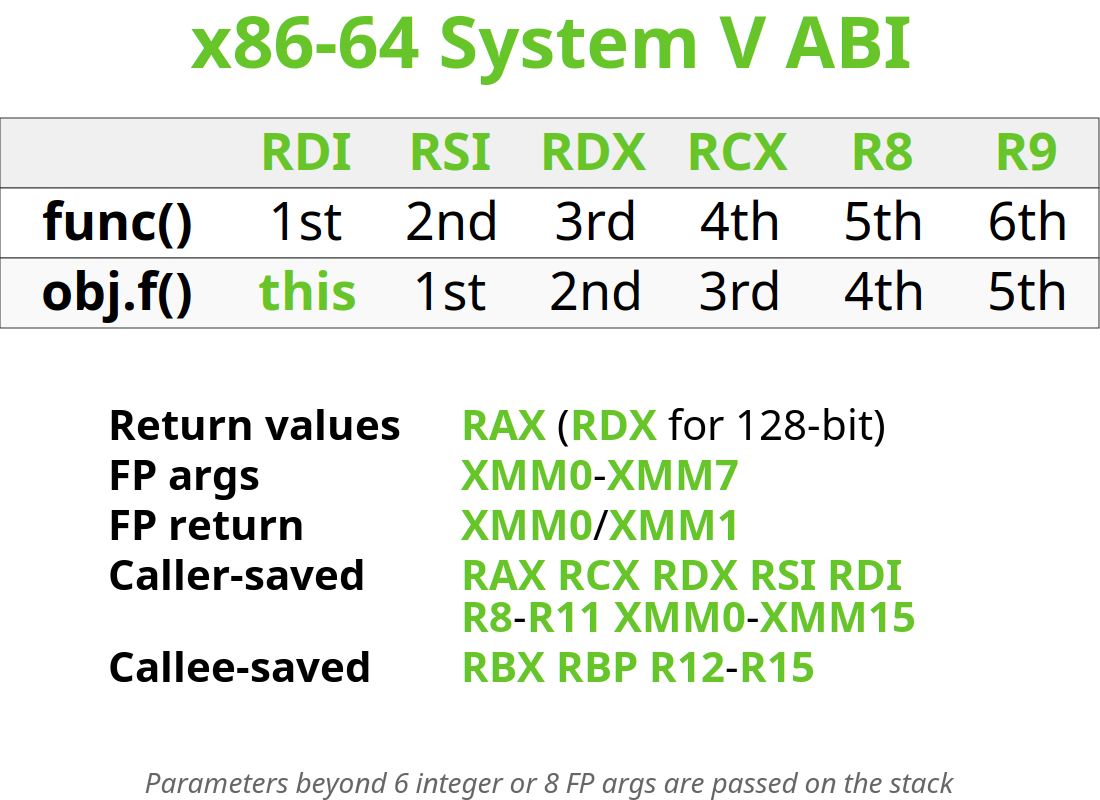 x86-64 System V ABI
RDI RSI RDX RCX R8 R9
func() 1st 2nd 3rd 4th 5th 6th
obj.f() this 1st 2nd 3rd 4th 5th
Return values RAX (RDX for 128-bit)
FP args XMM0-XMM7
FP return XMM0/XMM1
Caller-saved RAX RCX RDX RSI RDI
R8-R11 XMM0-XMM15
Callee-saved RBX RBP R12-R15
Parameters beyond 6 integer or 8 FP args are passed on the stack